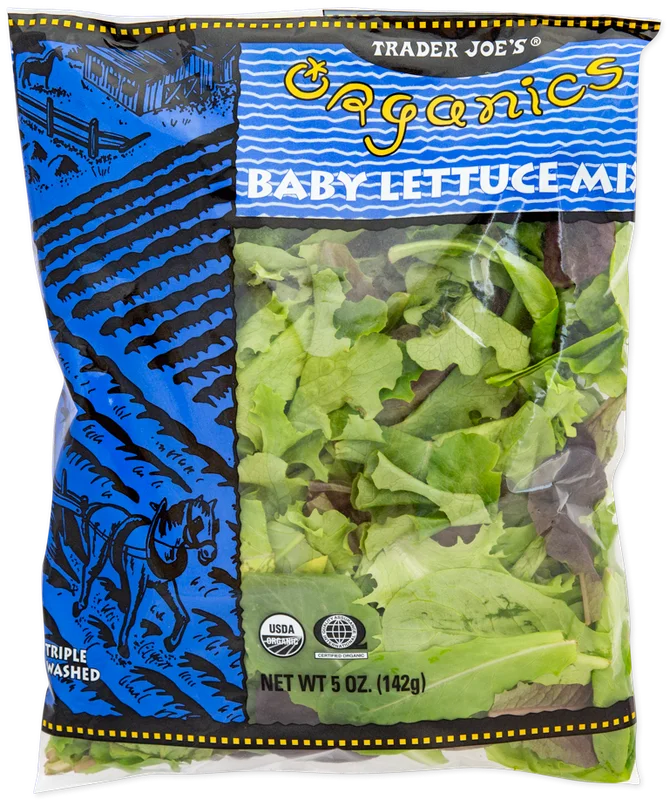 TRADER JOE'S®
Organics
BABY LETTUCE MIX
TRIPLE
WASHED
USDA
ORGANIC
CERTIFIED ORGANIC
NET WT 5 OZ. (142g)